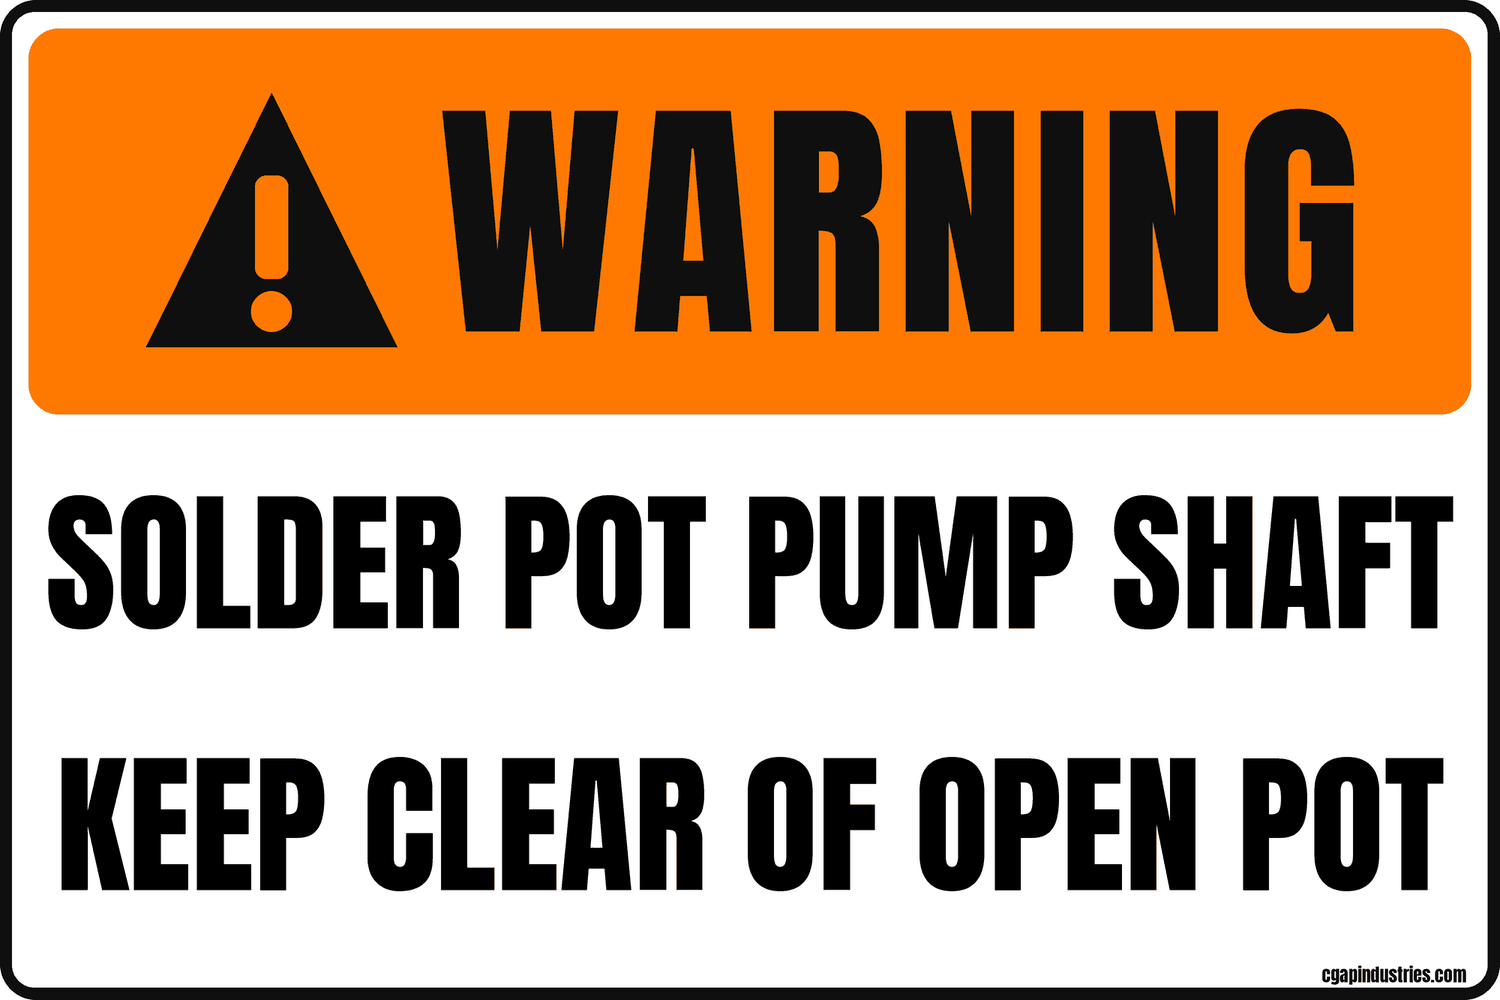 WARNING
SOLDER POT PUMP SHAFT
KEEP CLEAR OF OPEN POT
cgapindustries.com